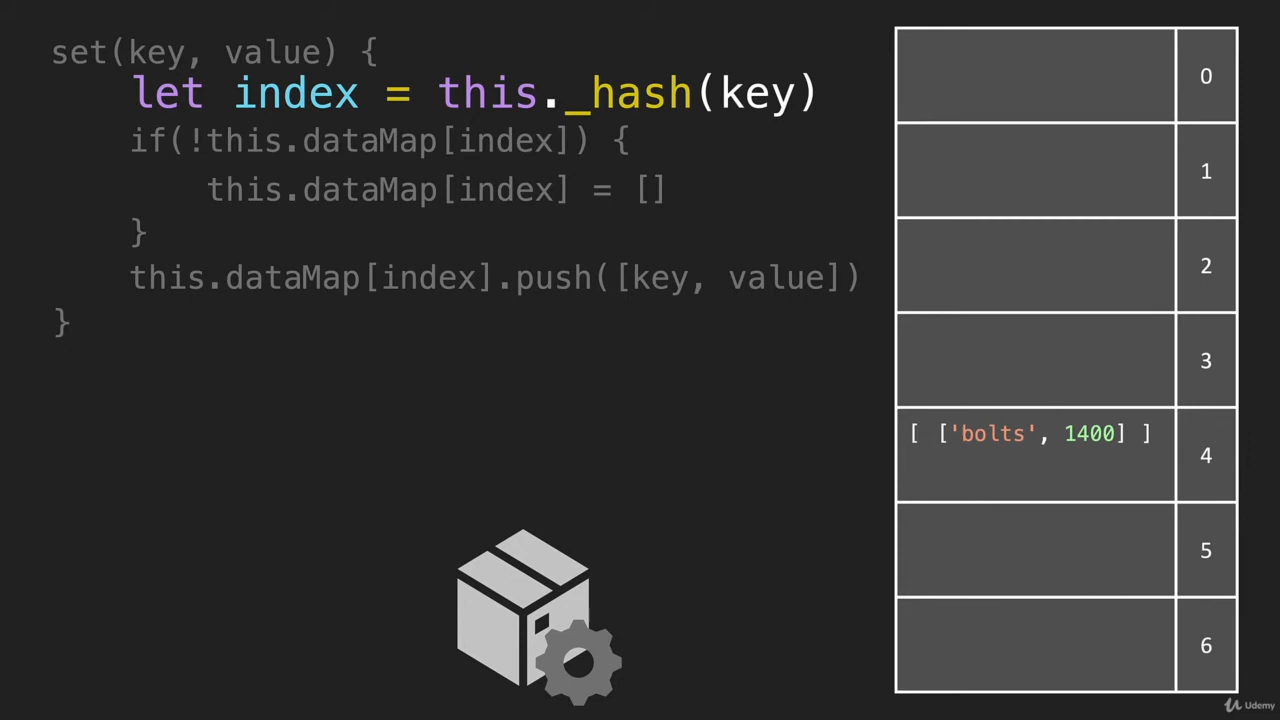 set(key, value) {
    let index = this._hash(key)
    if(!this.dataMap[index]) {
        this.dataMap[index] = []
    }
    this.dataMap[index].push([key, value])
}
0
1
2
3
[ ['bolts', 1400] ]
4
5
6
Udemy